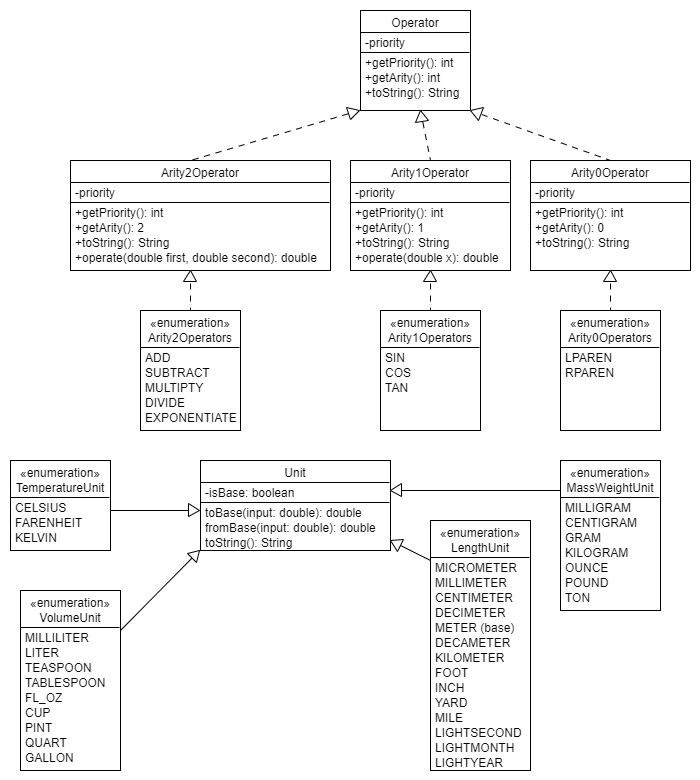 Operator
-priority
+getPriority(): int
+getArity(): int
+toString(): String
Arity2Operator
-priority
+getPriority(): int
+getArity(): 2
+toString(): String
+operate(double first, double second): double
Arity1Operator
-priority
+getPriority(): int
+getArity(): 1
+toString(): String
+operate(double x): double
Arity0Operator
-priority
+getPriority(): int
+getArity(): 0
+toString(): String
«enumeration»
Arity2Operators
ADD
SUBTRACT
MULTIPTY
DIVIDE
EXPONENTIATE
«enumeration»
Arity1Operators
SIN
COS
TAN
«enumeration»
Arity0Operators
LPAREN
RPAREN
«enumeration»
TemperatureUnit
CELSIUS
FARENHEIT
KELVIN
Unit
-isBase: boolean
toBase(input: double): double
fromBase(input: double): double
toString(): String
«enumeration»
MassWeightUnit
MILLIGRAM
CENTIGRAM
GRAM
KILOGRAM
OUNCE
POUND
TON
«enumeration»
VolumeUnit
MILLILITER
LITER
TEASPOON
TABLESPOON
FL_OZ
CUP
PINT
QUART
GALLON
«enumeration»
LengthUnit
MICROMETER
MILLIMETER
CENTIMETER
DECIMETER
METER (base)
DECAMETER
KILOMETER
FOOT
INCH
YARD
MILE
LIGHTSECOND
LIGHTMONTH
LIGHTYEAR